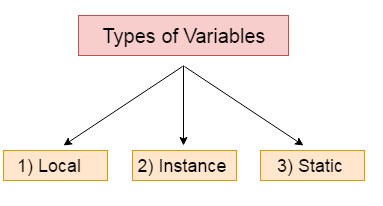 Types of Variables
1) Local
2) Instance
3) Static